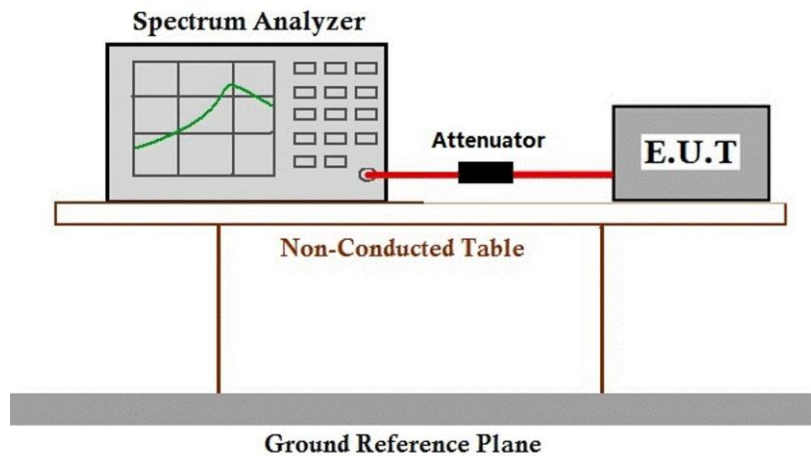 Spectrum Analyzer
Attenuator
E.U.T
Non-Conducted Table
Ground Reference Plane